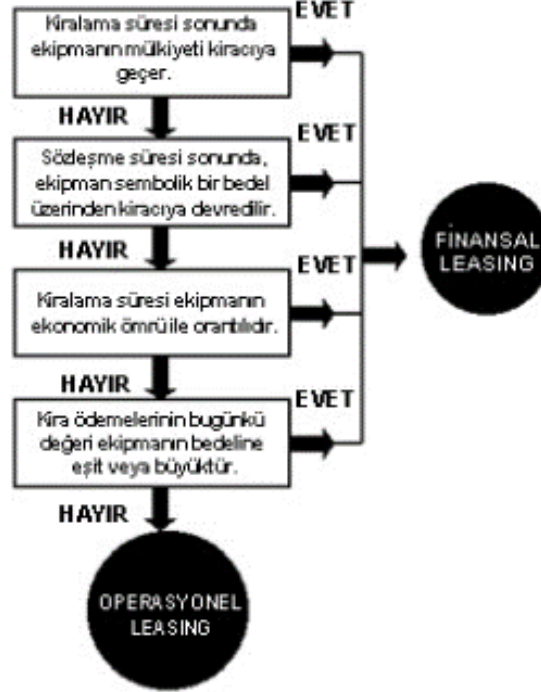 EVET
Kiralama süresi sonunda
ekipmanın mülkiyeti kiracıya
geçer.
HAYIR
EVET
Sözleşme süresi sonunda,
ekipman sembolik bir bedel
üzerinden kiracıya devredilir.
HAYIR
EVET
FİNANSAL
LEASING
Kiralama süresi ekipmanın
ekonomik ömrü ile orantılıdır.
HAYIR
EVET
Kira ödemelerinin bugünkü
değeri ekipmanın bedeline
eşit veya büyüktür.
HAYIR
OPERASYONEL
LEASING